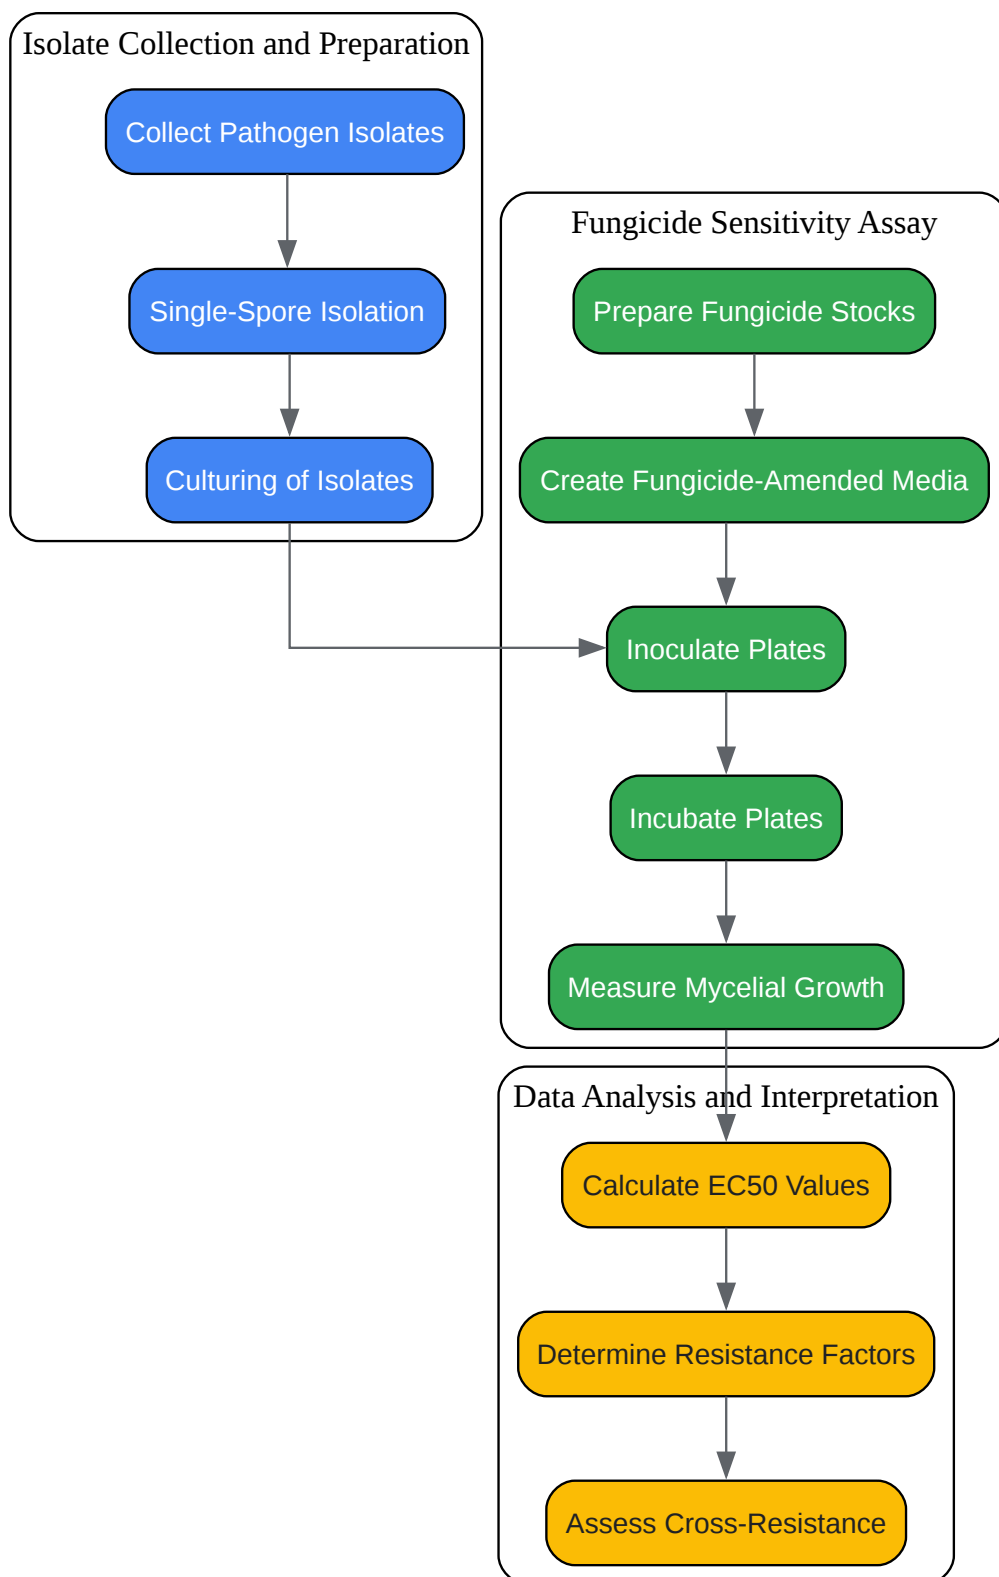 Isolate Collection and Preparation
Collect Pathogen Isolates
Single-Spore Isolation
Culturing of Isolates
Fungicide Sensitivity Assay
Prepare Fungicide Stocks
Create Fungicide-Amended Media
Inoculate Plates
Incubate Plates
Measure Mycelial Growth
Data Analysis and Interpretation
Calculate EC50 Values
Determine Resistance Factors
Assess Cross-Resistance